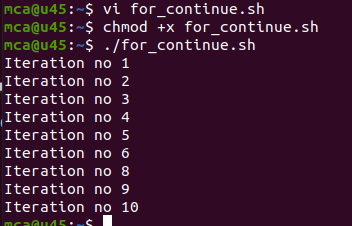 mca@u45:~$ vi for_continue.sh
mca@u45:~$ chmod +x for_continue.sh
mca@u45:~$ ./for_continue.sh
Iteration no 1
Iteration no 2
Iteration no 3
Iteration no 4
Iteration no 5
Iteration no 6
Iteration no 8
Iteration no 9
Iteration no 10
mca@u45:~$